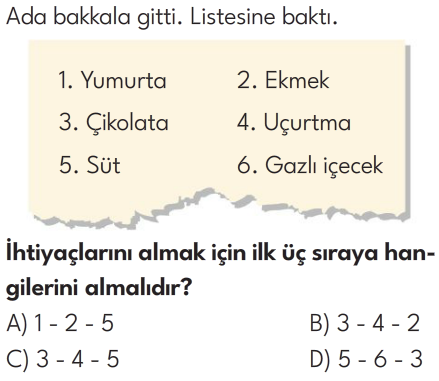 Ada bakkala gitti. Listesine baktı.
1. Yumurta 2. Ekmek
3. Çikolata 4. Uçurtma
5. Süt 6. Gazlı içecek
İhtiyaçlarını almak için ilk üç sıraya han-
gilerini almalıdır?
A) 1 - 2 - 5 B) 3 - 4 - 2
C) 3 - 4 - 5 D) 5 - 6 - 3